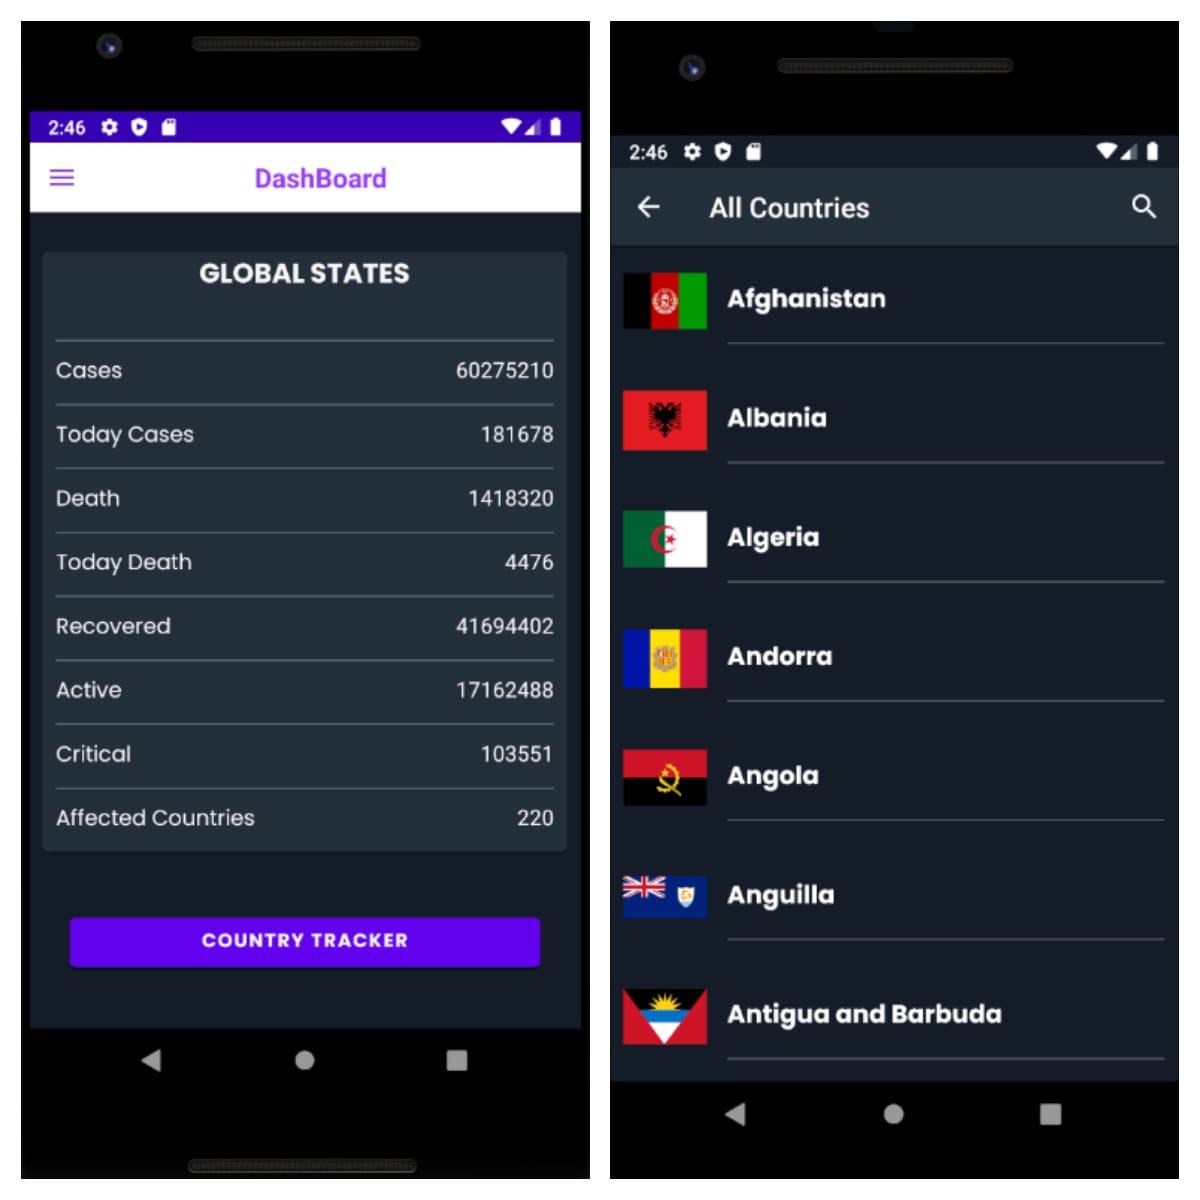 2:46
DashBoard
GLOBAL STATES
Cases 60275210
Today Cases 181678
Death 1418320
Today Death 4476
Recovered 41694402
Active 17162488
Critical 103551
Affected Countries 220
COUNTRY TRACKER
2:46
All Countries
Afghanistan
Albania
Algeria
Andorra
Angola
Anguilla
Antigua and Barbuda